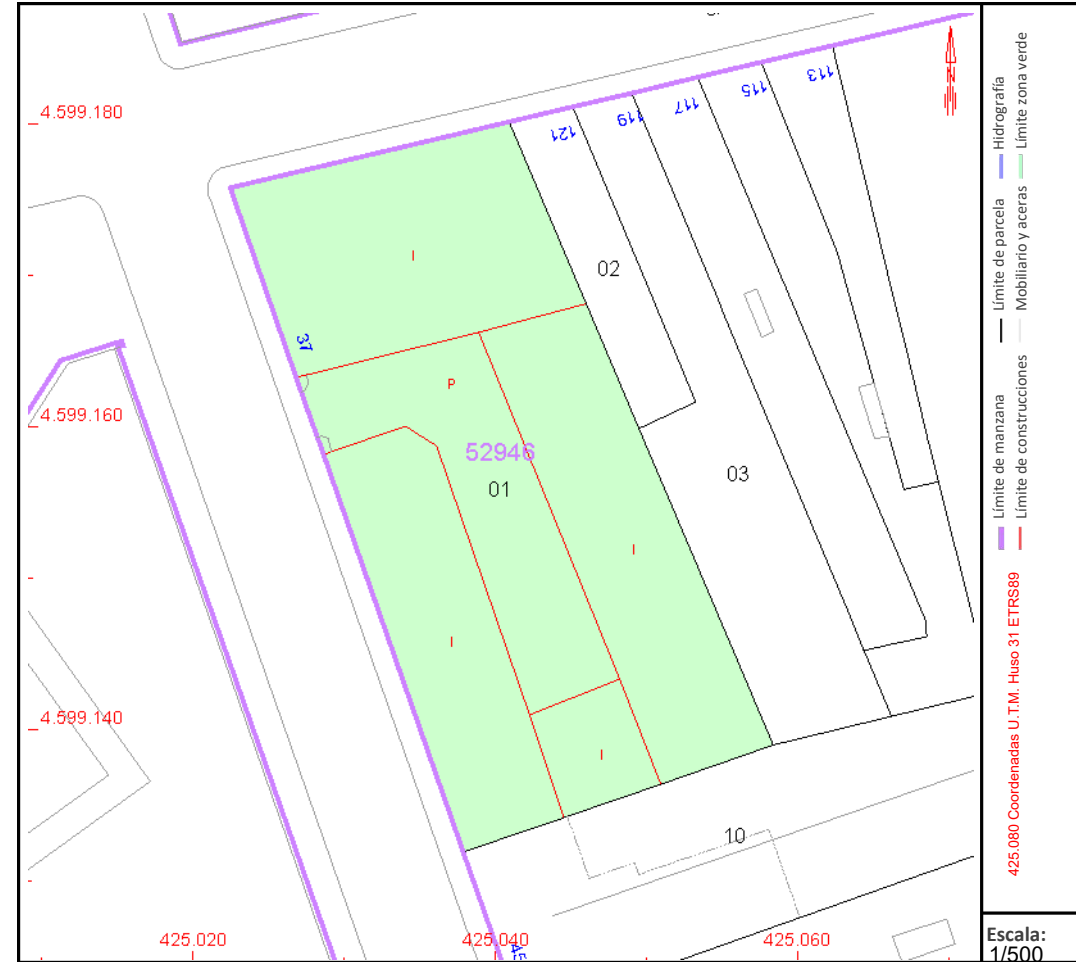 4.599.180
121
119
117
115
113
02
I
37
P
4.599.160
52946
01
03
I
I
4.599.140
I
10
425.020
425.040
425.060
45
N
Límite de manzana
Límite de construcciones
Límite de parcela
Mobiliario y aceras
Hidrografía
Límite zona verde
425.080 Coordenadas U.T.M. Huso 31 ETRS89
Escala:
1/500